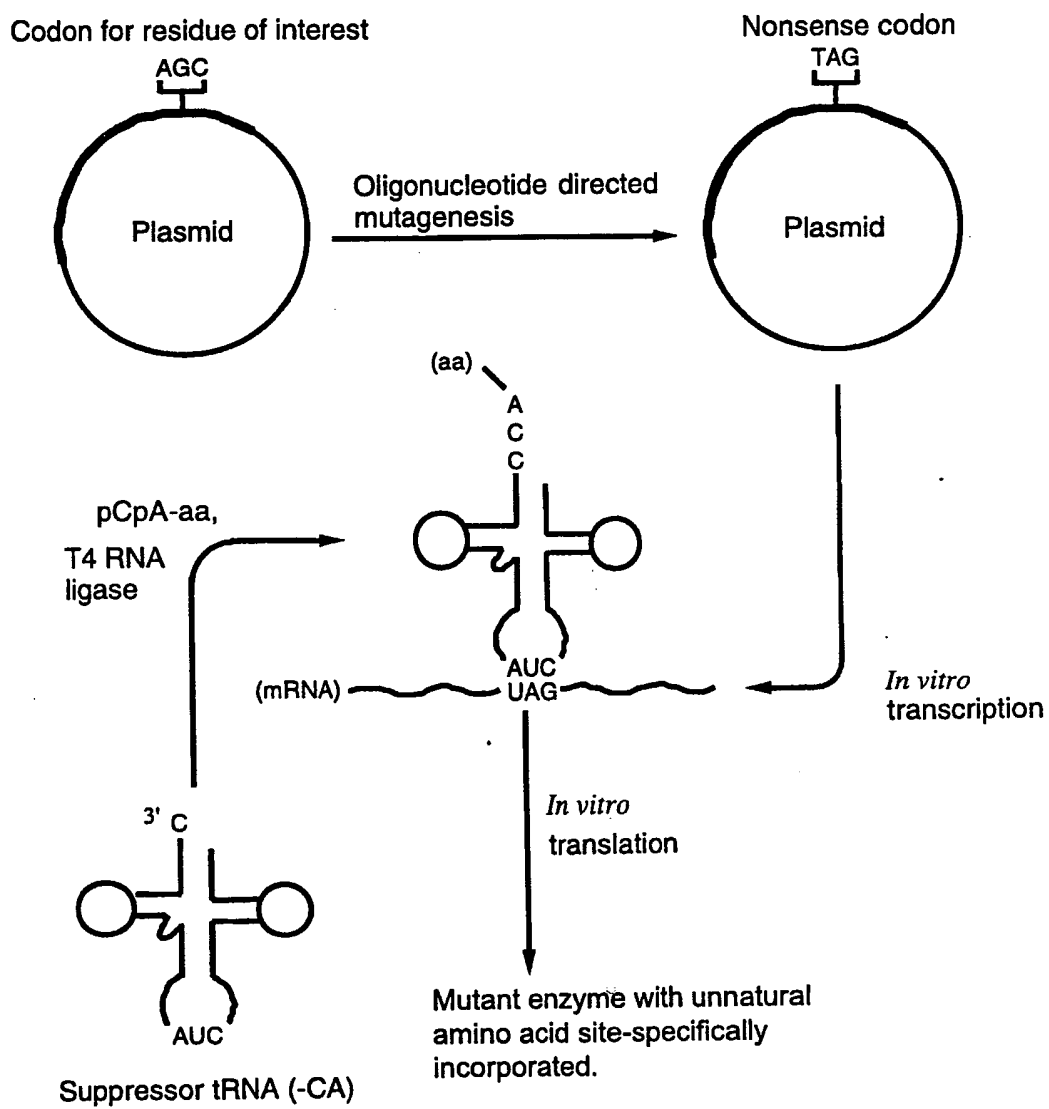 Codon for residue of interest
AGC
Plasmid
Oligonucleotide directed
mutagenesis
Nonsense codon
TAG
Plasmid
(aa)
A
C
C
pCpA-aa,
T4 RNA
ligase
AUC
(mRNA)
UAG
In vitro
transcription
In vitro
translation
3' C
AUC
Suppressor tRNA (-CA)
Mutant enzyme with unnatural
amino acid site-specifically
incorporated.